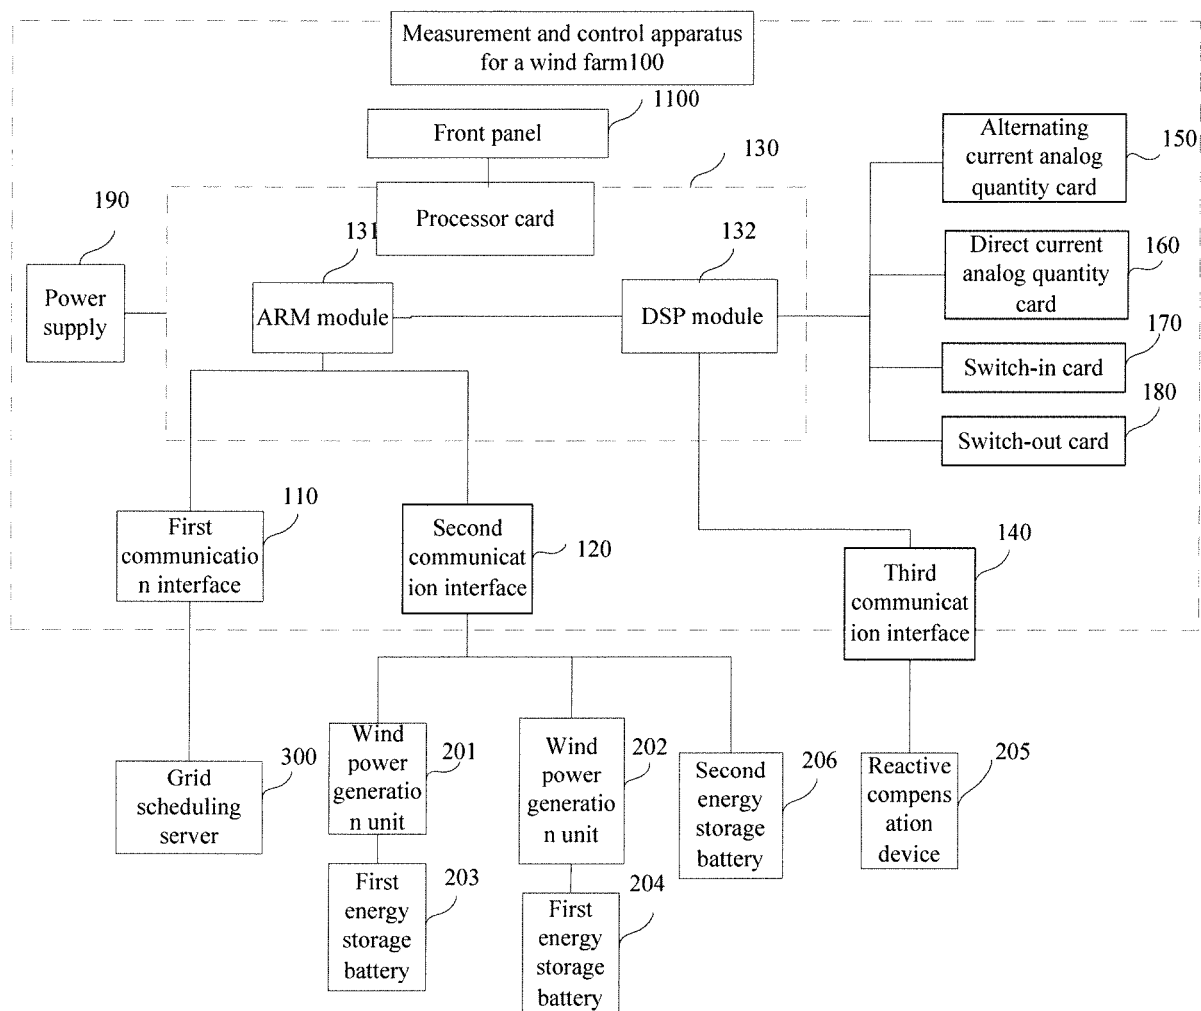 Measurement and control apparatus
for a wind farm100
1100
Front panel
130
Processor card
190
Power
supply
131
ARM module
132
DSP module
Alternating
current analog
quantity card
150
Direct current
analog quantity
card
160
Switch-in card
170
Switch-out card
180
First
communicatio
n interface
110
Second
communicat
ion interface
120
Third
communicat
ion interface
140
Grid
scheduling
server
300
Wind
power
generatio
n unit
201
Wind
power
generatio
n unit
202
Second
energy
storage
battery
206
Reactive
compens
ation
device
205
First
energy
storage
battery
203
First
energy
storage
battery
204